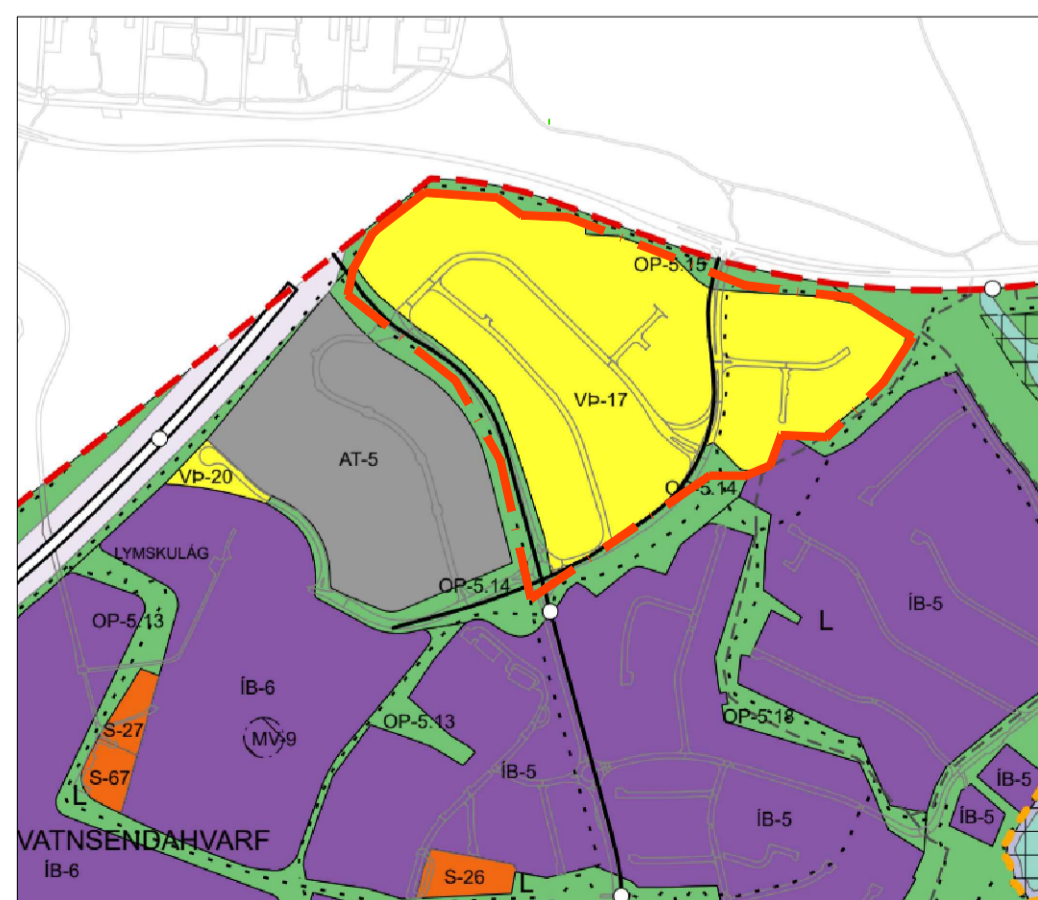 OP-5.15
VÞ-17
AT-5
VÞ-20
OP-5.14
LYMSKULÁG
OP-5.14
ÍB-5
OP-5.13
L
ÍB-6
OP-5.18
OP-5.13
S-27
MV-9
ÍB-5
S-67
ÍB-5
L
ÍB-5
ÍB-5
VATNSENDAHVARF
ÍB-6
S-26
L